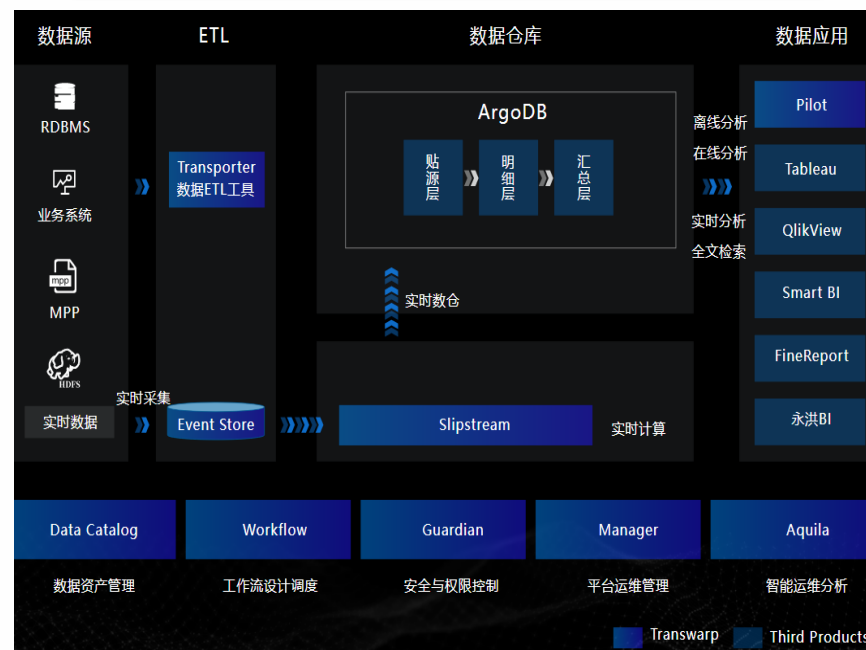 数据源
ETL
数据仓库
数据应用
RDBMS
业务系统
mpp
MPP
HDFS
实时数据
实时采集
Transporter
数据ETL工具
Event Store
ArgoDB
贴源层
明细层
汇总层
实时数仓
Slipstream
实时计算
离线分析
在线分析
实时分析
全文检索
Pilot
Tableau
QlikView
Smart BI
FineReport
永洪BI
Data Catalog
Workflow
Guardian
Manager
Aquila
数据资产管理
工作流设计调度
安全与权限控制
平台运维管理
智能运维分析
Transwarp
Third Products